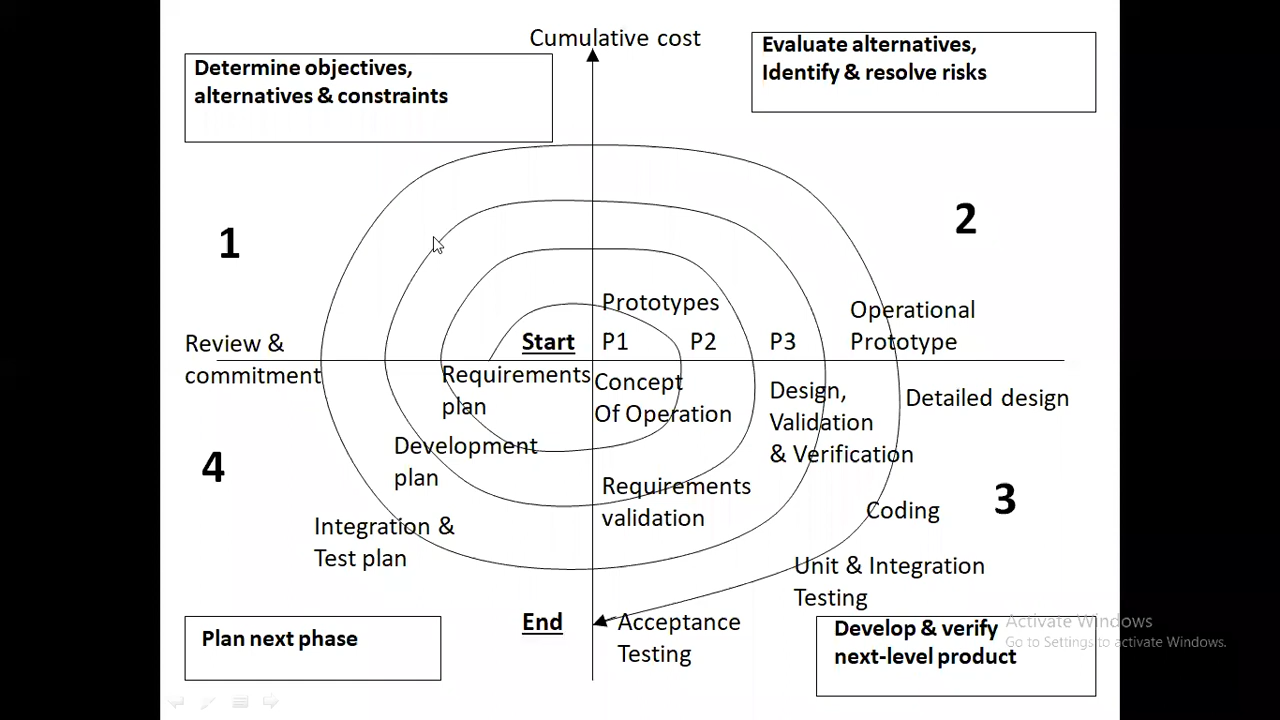 Cumulative cost
Determine objectives,
alternatives & constraints
Evaluate alternatives,
Identify & resolve risks
1
2
Prototypes
Start
P1
P2
P3
Operational
Prototype
Review &
commitment
Requirements
plan
Concept
Of Operation
Design,
Validation
& Verification
Detailed design
Development
plan
4
Requirements
validation
3
Coding
Integration &
Test plan
Unit & Integration
Testing
End
Acceptance
Testing
Plan next phase
Develop & verify
next-level product
Activate Windows
Go to Settings to activate Windows.